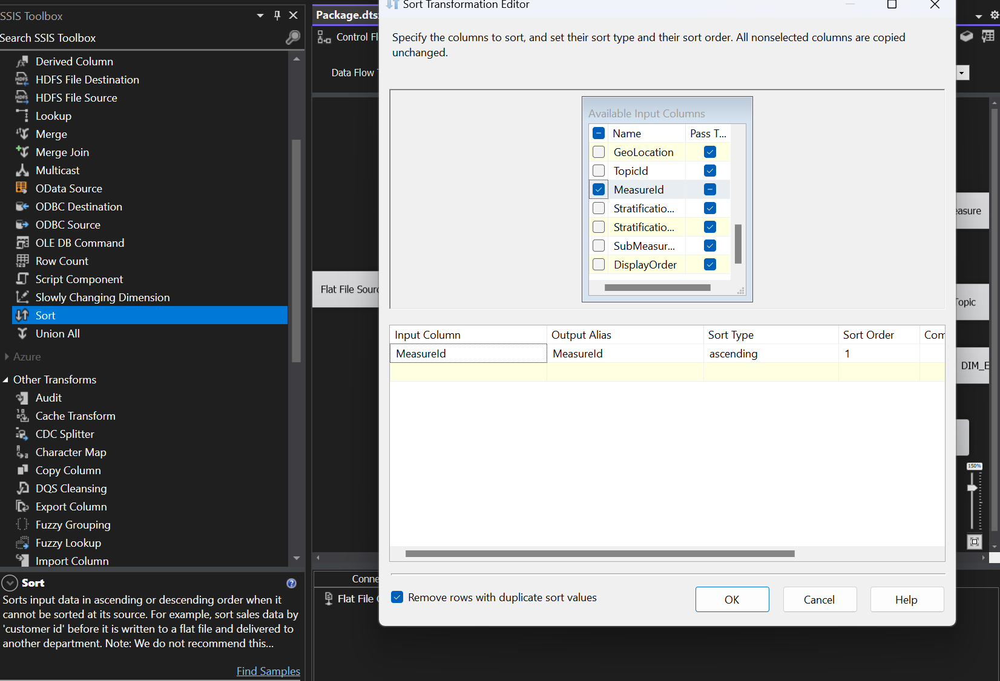 SSIS Toolbox
Search SSIS Toolbox
Derived Column
HDFS File Destination
HDFS File Source
Lookup
Merge
Merge Join
Multicast
OData Source
ODBC Destination
ODBC Source
OLE DB Command
Row Count
Script Component
Slowly Changing Dimension
Sort
Union All
Azure
Other Transforms
Audit
Cache Transform
CDC Splitter
Character Map
Copy Column
DQS Cleansing
Export Column
Fuzzy Grouping
Fuzzy Lookup
Import Column
Sort
Sorts input data in ascending or descending order when it
cannot be sorted at its source. For example, sort sales data by
'customer id' before it is written to a flat file and delivered to
another department. Note: We do not recommend this...
Find Samples
Package.dts
Control Fl
Data Flow T
Flat File Sourc
Conne
Flat File C
Sort Transformation Editor
Specify the columns to sort, and set their sort type and their sort order. All nonselected columns are copied
unchanged.
Available Input Columns
Name Pass T...
GeoLocation
TopicId
MeasureId
Stratificatio...
Stratificatio...
SubMeasur...
DisplayOrder
Input Column Output Alias Sort Type Sort Order Com
MeasureId MeasureId ascending 1
Remove rows with duplicate sort values
OK Cancel Help
easure
Topic
DIM_E
150%